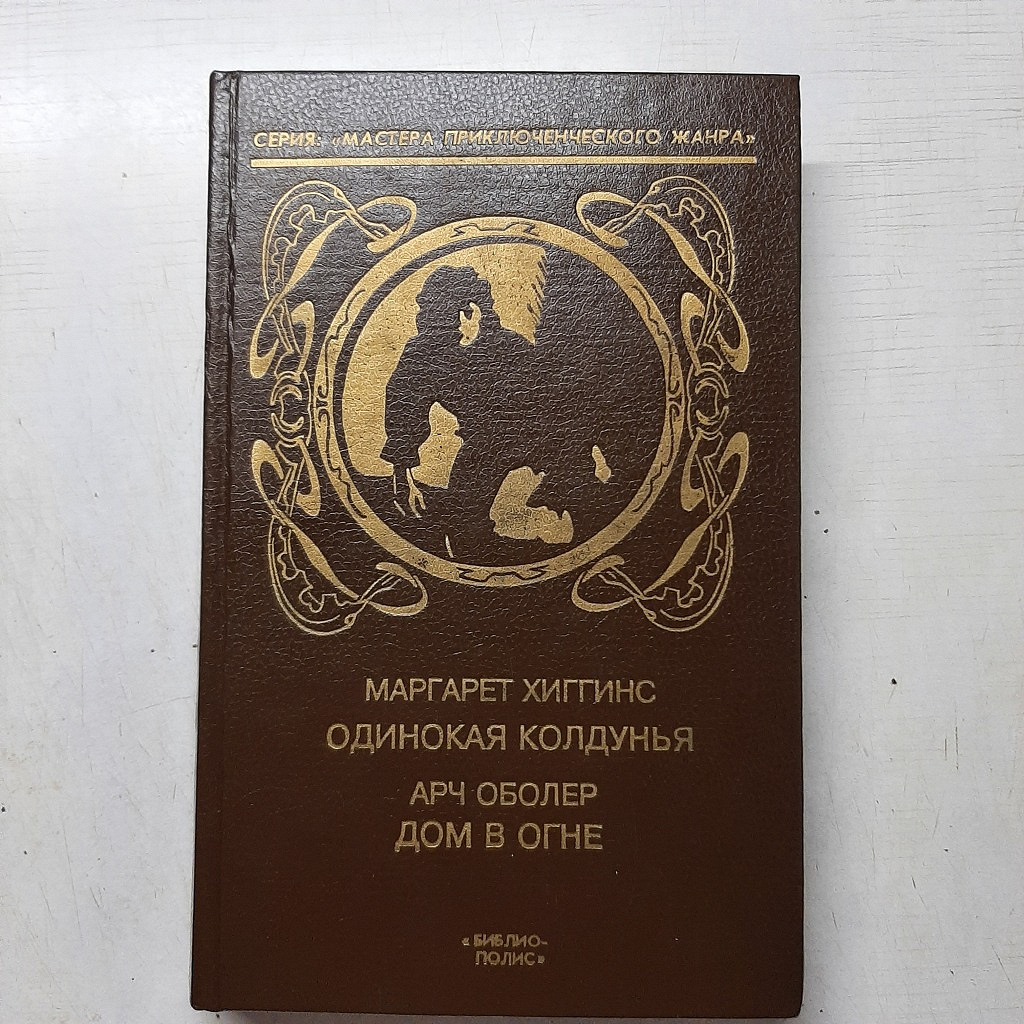 СЕРИЯ: «МАСТЕРА ПРИКЛЮЧЕНЧЕСКОГО ЖАНРА»
МАРГАРЕТ ХИГГИНС
ОДИНОКАЯ КОЛДУНЬЯ
АРЧ ОБОЛЕР
ДОМ В ОГНЕ
«БИБЛИО-
ПОЛИС»